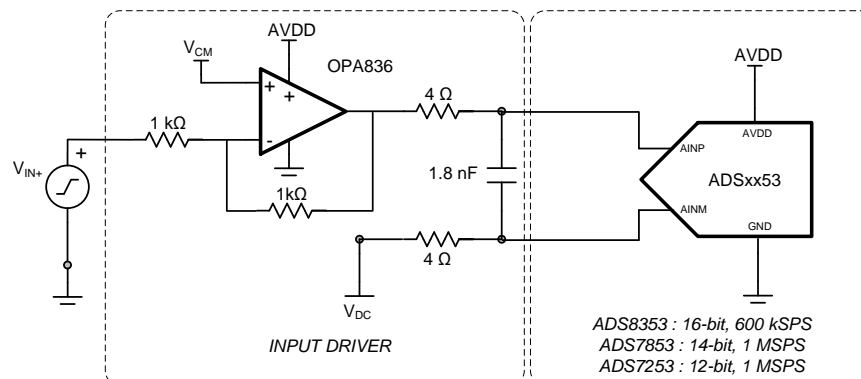 AVDD
V_CM
OPA836
4 Ω
1 kΩ
V_IN+
1kΩ
1.8 nF
4 Ω
V_DC
INPUT DRIVER
AVDD
AVDD
AINP
ADSxx53
AINM
GND
ADS8353 : 16-bit, 600 kSPS
ADS7853 : 14-bit, 1 MSPS
ADS7253 : 12-bit, 1 MSPS